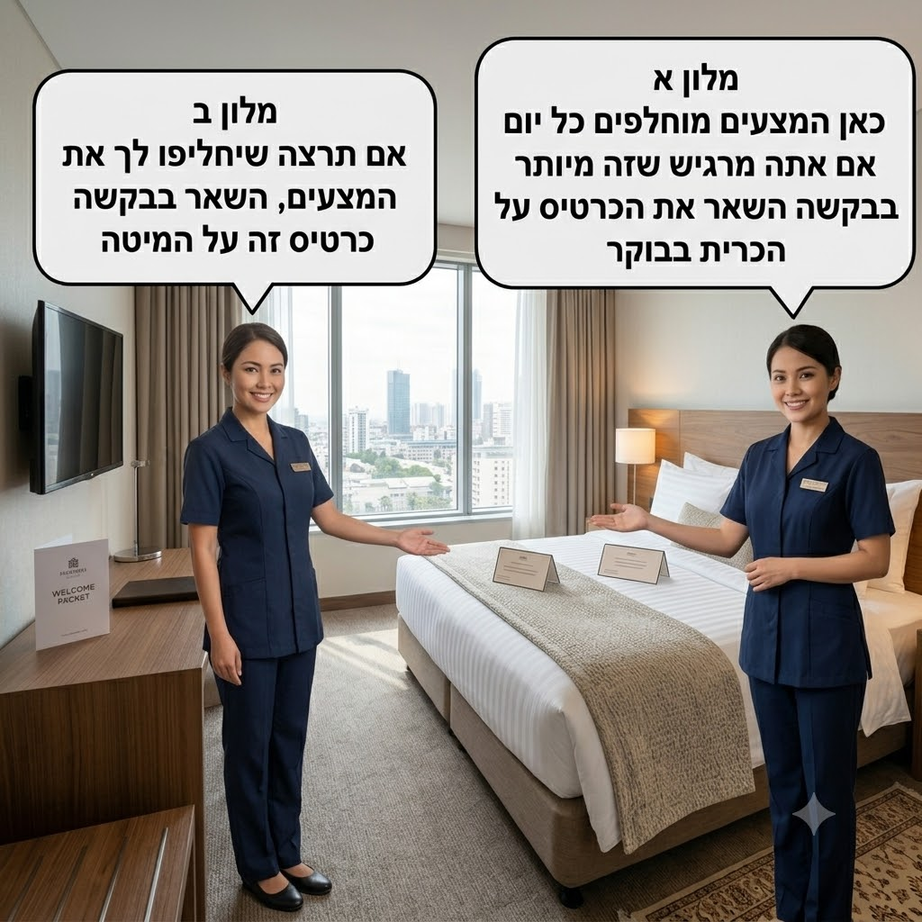 מלון א
כאן המצעים מוחלפים כל יום
אם אתה מרגיש שזה מיותר
בבקשה השאר את הכרטיס על
הכרית בבוקר
מלון ב
אם תרצה שיחליפו לך את
המצעים, השאר בבקשה
כרטיס זה על המיטה
WELCOME
PACKET